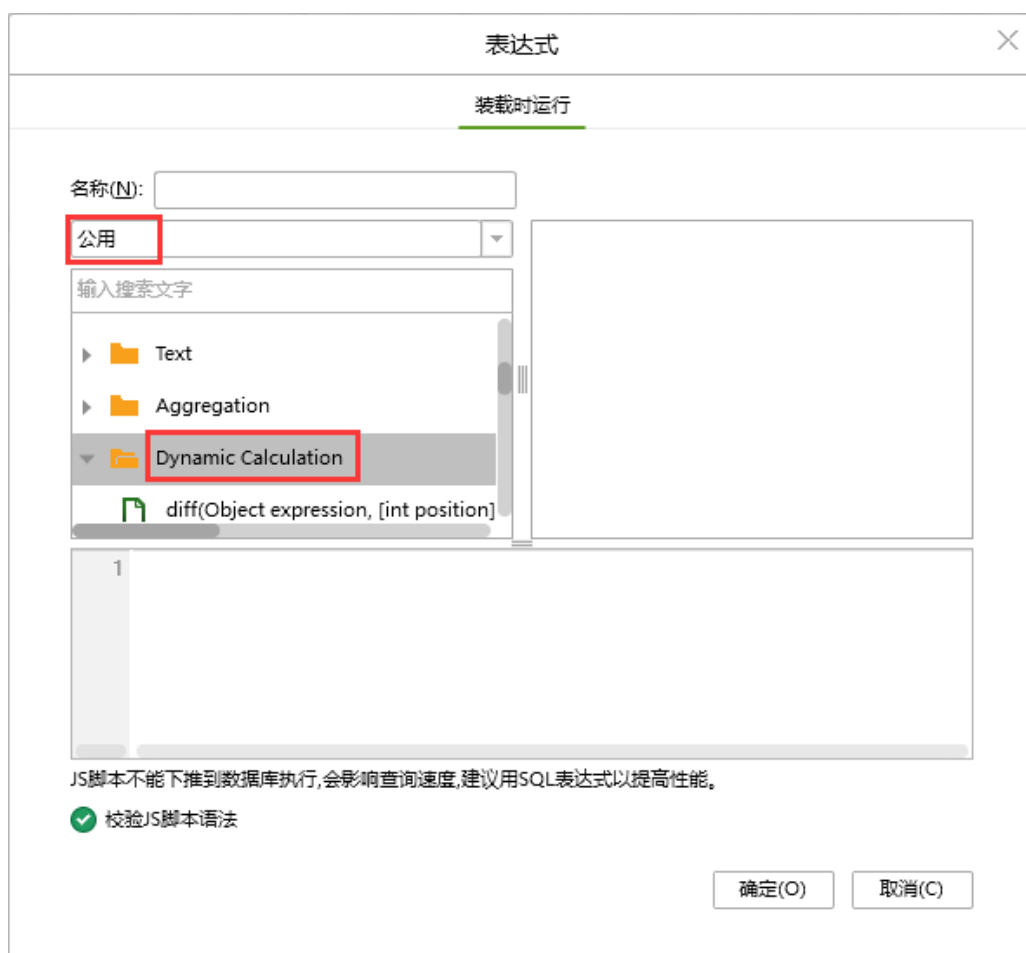 表达式
装载时运行
名称(N):
公用
输入搜索文字
Text
Aggregation
Dynamic Calculation
diff(Object expression, [int position]
1
JS脚本不能下推到数据库执行,会影响查询速度,建议用SQL表达式以提高性能。
校验JS脚本语法
确定(O) 取消(C)